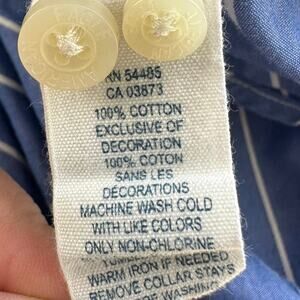 RN 54485
CA 03873
100% COTTON
EXCLUSIVE OF
DECORATION
100% COTON
SANS LES
DÉCORATIONS
MACHINE WASH COLD
WITH LIKE COLORS
ONLY NON-CHLORINE
WARM IRON IF NEEDED
REMOVE COLLAR STAYS
WASHING